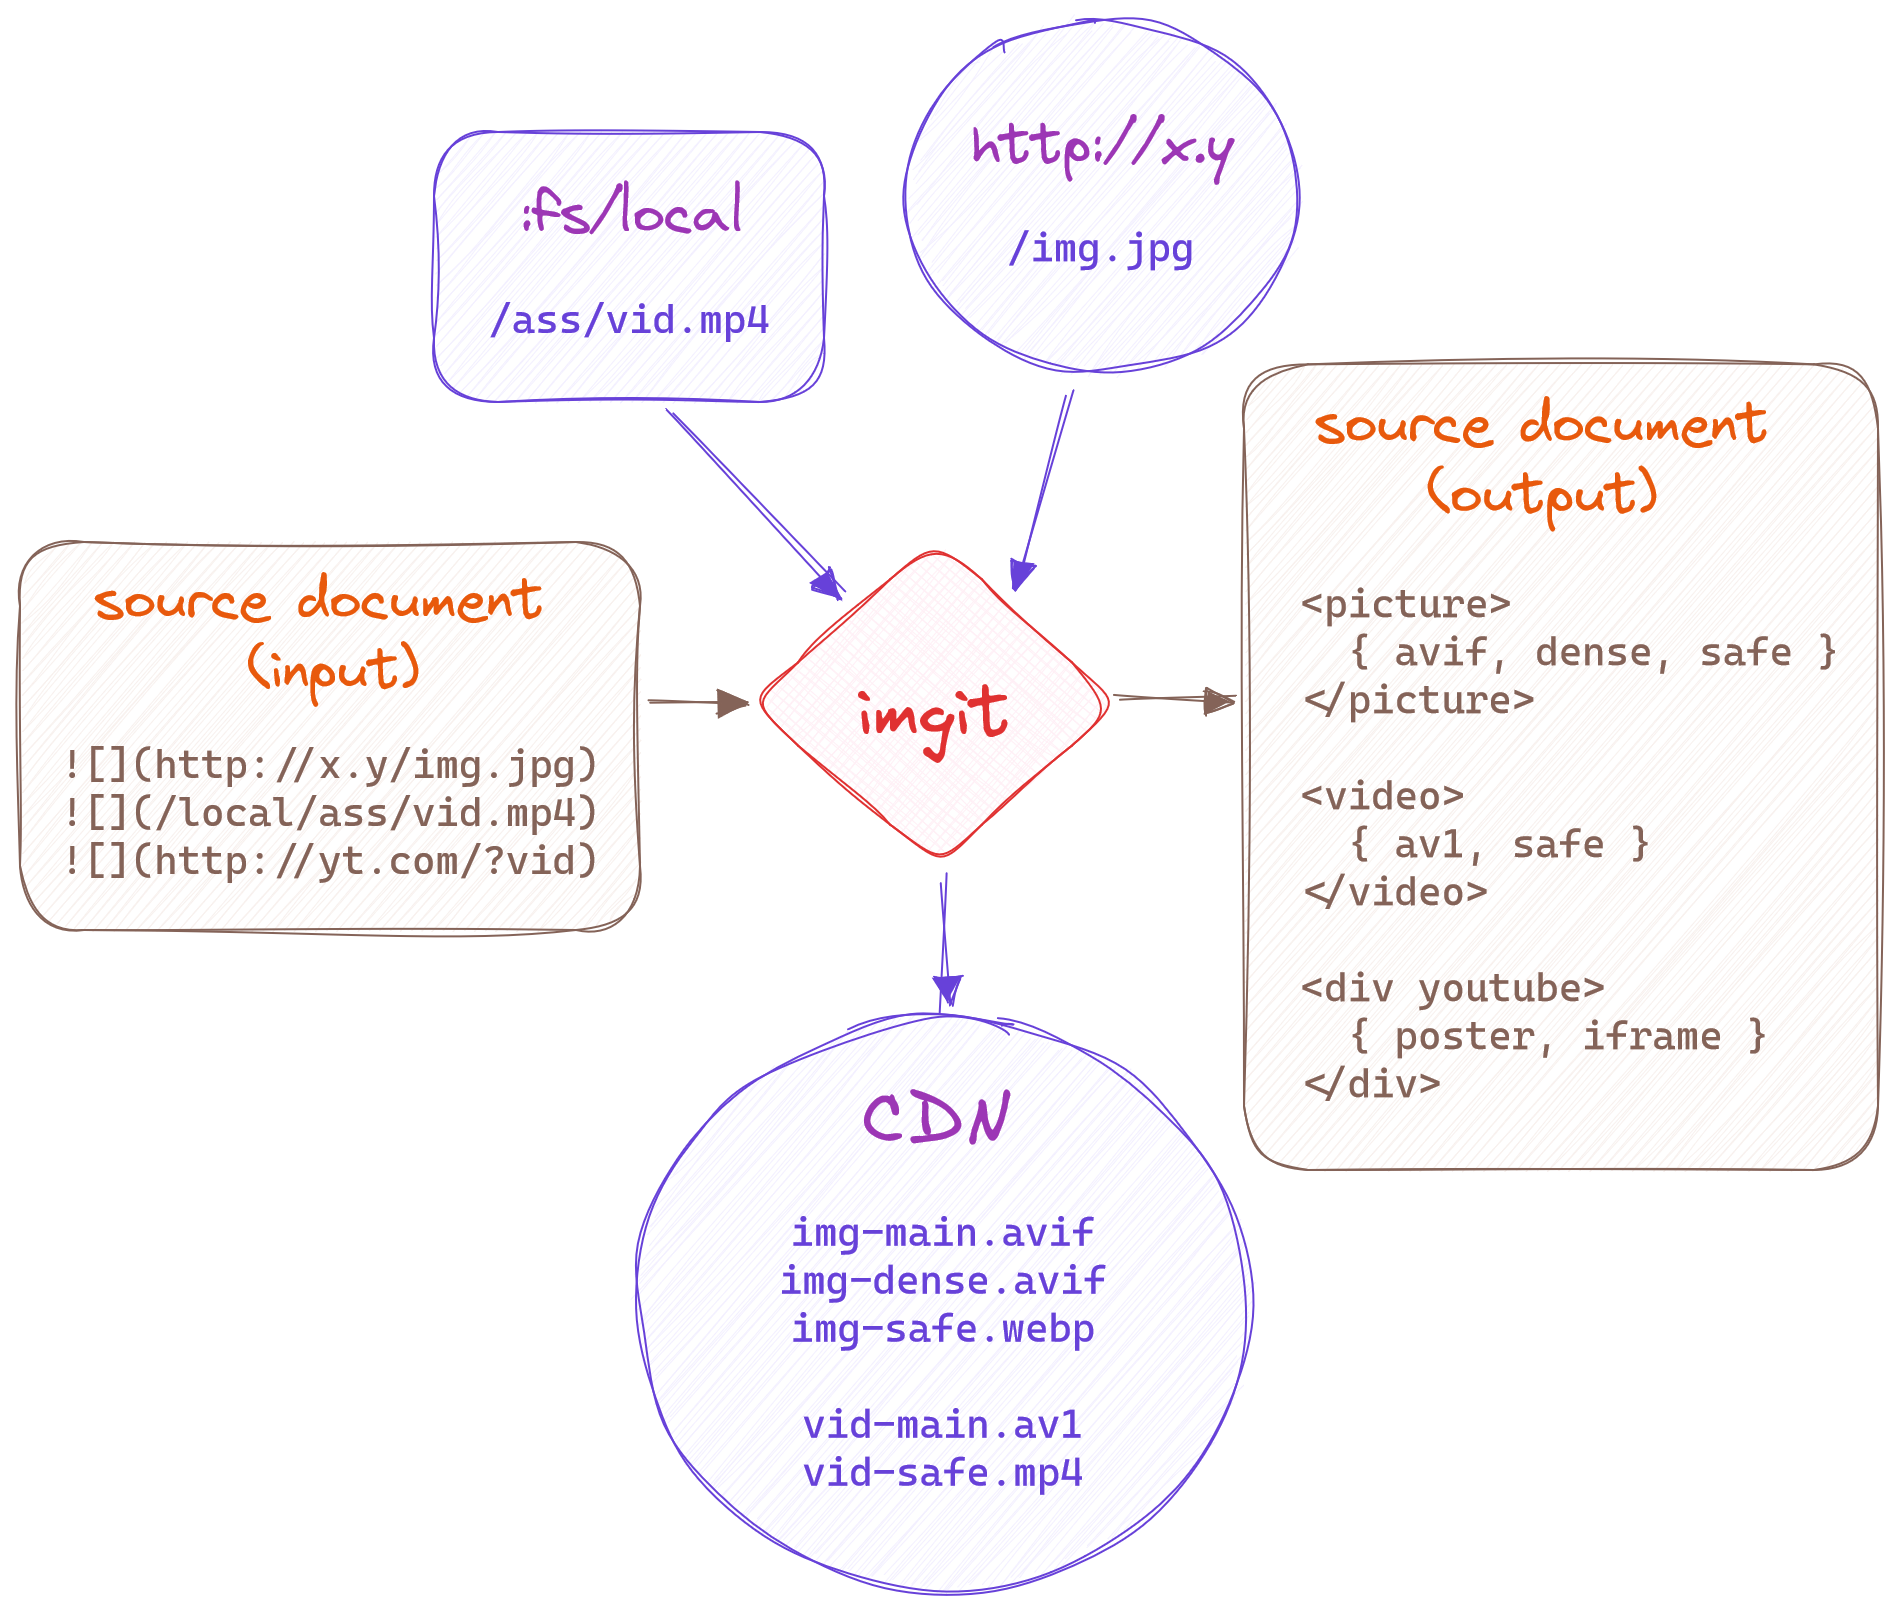 http://x.y
/img.jpg
:fs/local
/ass/vid.mp4
source document
(input)
![](http://x.y/img.jpg)
![](/local/ass/vid.mp4)
![](http://yt.com/?vid)
imgit
source document
(output)
<picture>
{ avif, dense, safe }
</picture>
<video>
{ av1, safe }
</video>
<div youtube>
{ poster, iframe }
</div>
CDN
img-main.avif
img-dense.avif
img-safe.webp
vid-main.av1
vid-safe.mp4